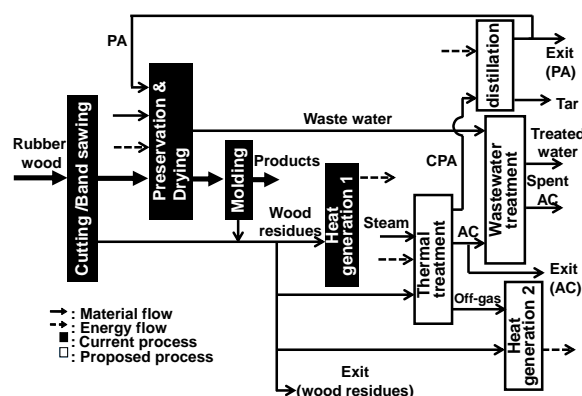 PA
Rubber
wood
Cutting /Band sawing
Preservation &
Drying
Molding
Products
Waste water
Wood
residues
Heat
generation 1
Steam
Thermal
treatment
CPA
AC
Off-gas
distillation
Exit
(PA)
Tar
Wastewater
treatment
Treated
water
Spent
AC
Exit
(AC)
Heat
generation 2
Exit
(wood residues)
: Material flow
: Energy flow
: Current process
: Proposed process